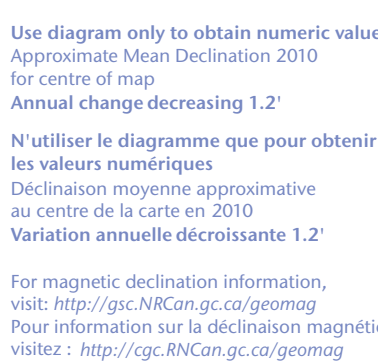 Use diagram only to obtain numeric value
Approximate Mean Declination 2010
for centre of map
Annual change decreasing 1.2'
N'utiliser le diagramme que pour obtenir
les valeurs numériques
Déclinaison moyenne approximative
au centre de la carte en 2010
Variation annuelle décroissante 1.2'
For magnetic declination information,
visit: http://gsc.NRCan.gc.ca/geomag
Pour information sur la déclinaison magnétic
visitez : http://cgc.RNCan.gc.ca/geomag